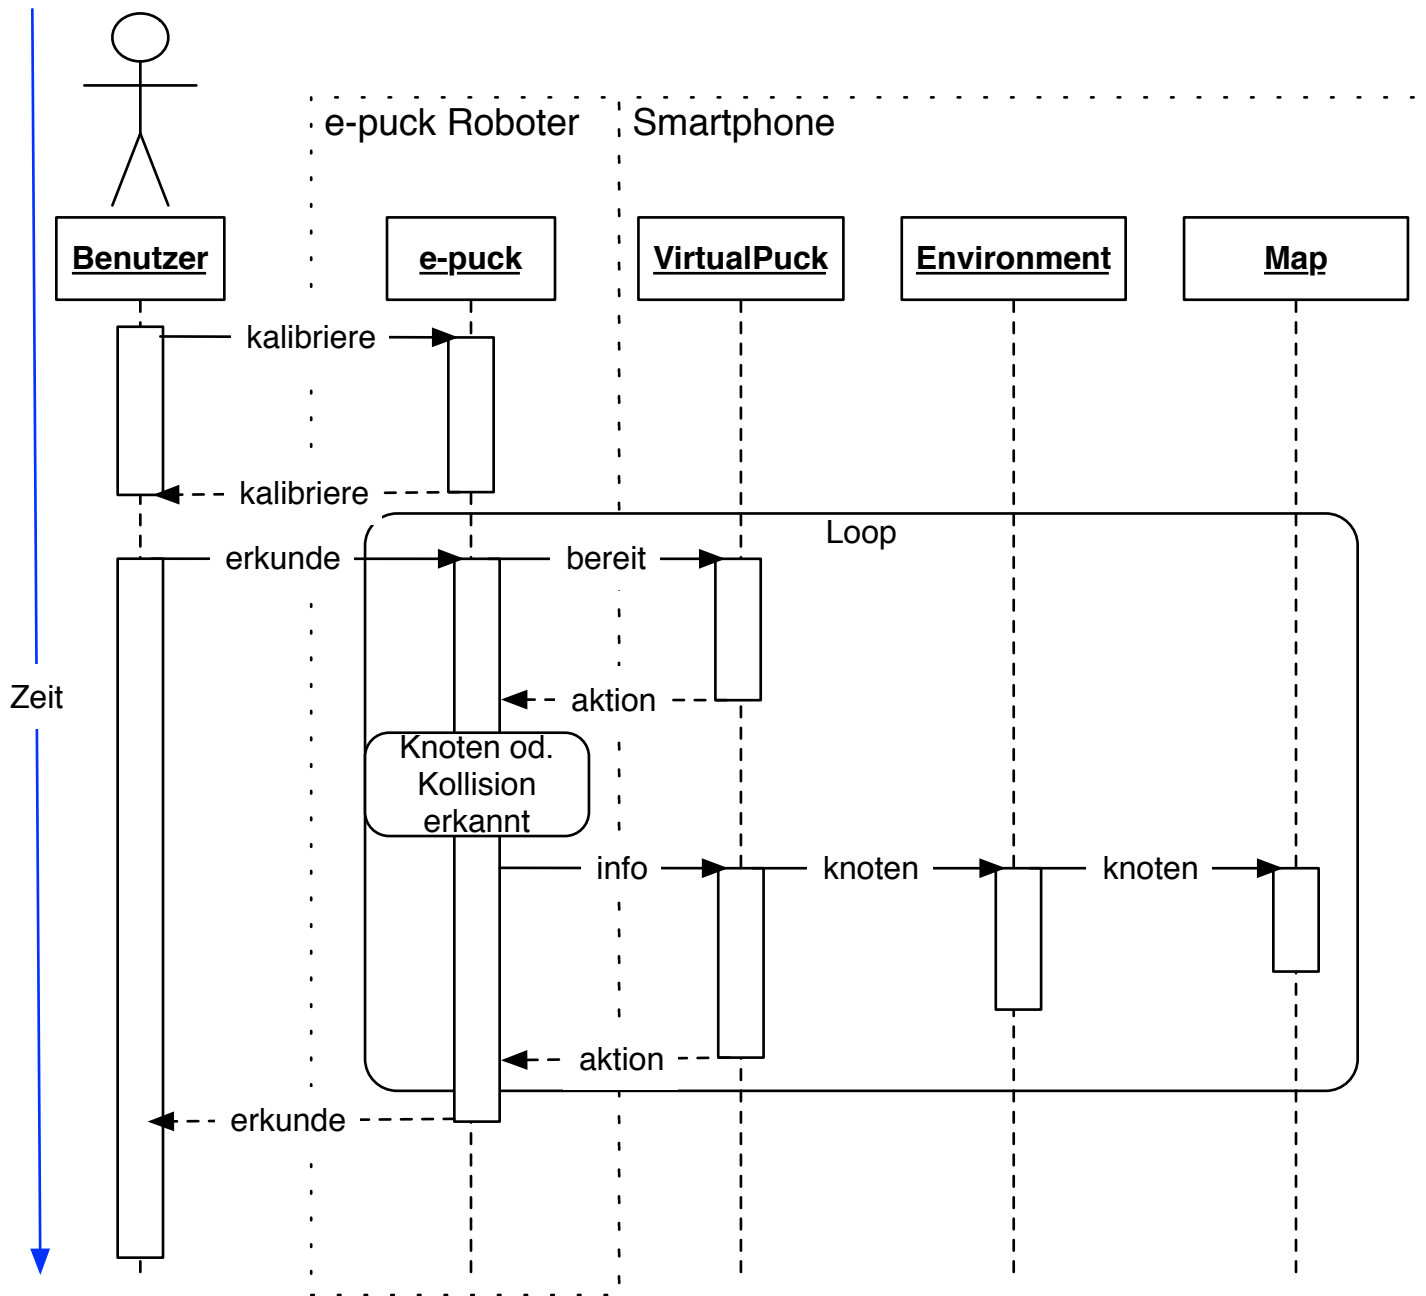 e-puck Roboter
Smartphone
Benutzer
e-puck
VirtualPuck
Environment
Map
kalibriere
kalibriere
Loop
erkunde
bereit
Zeit
aktion
Knoten od.
Kollision
erkannt
info
knoten
knoten
aktion
erkunde